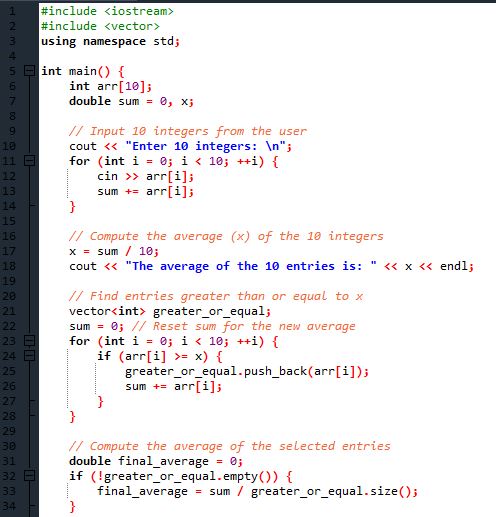 1 #include <iostream>
2 #include <vector>
3 using namespace std;
4
5 int main() {
6 int arr[10];
7 double sum = 0, x;
8
9 // Input 10 integers from the user
10 cout << "Enter 10 integers: \n";
11 for (int i = 0; i < 10; ++i) {
12 cin >> arr[i];
13 sum += arr[i];
14 }
15
16 // Compute the average (x) of the 10 integers
17 x = sum / 10;
18 cout << "The average of the 10 entries is: " << x << endl;
19
20 // Find entries greater than or equal to x
21 vector<int> greater_or_equal;
22 sum = 0; // Reset sum for the new average
23 for (int i = 0; i < 10; ++i) {
24 if (arr[i] >= x) {
25 greater_or_equal.push_back(arr[i]);
26 sum += arr[i];
27 }
28 }
29
30 // Compute the average of the selected entries
31 double final_average = 0;
32 if (!greater_or_equal.empty()) {
33 final_average = sum / greater_or_equal.size();
34 }